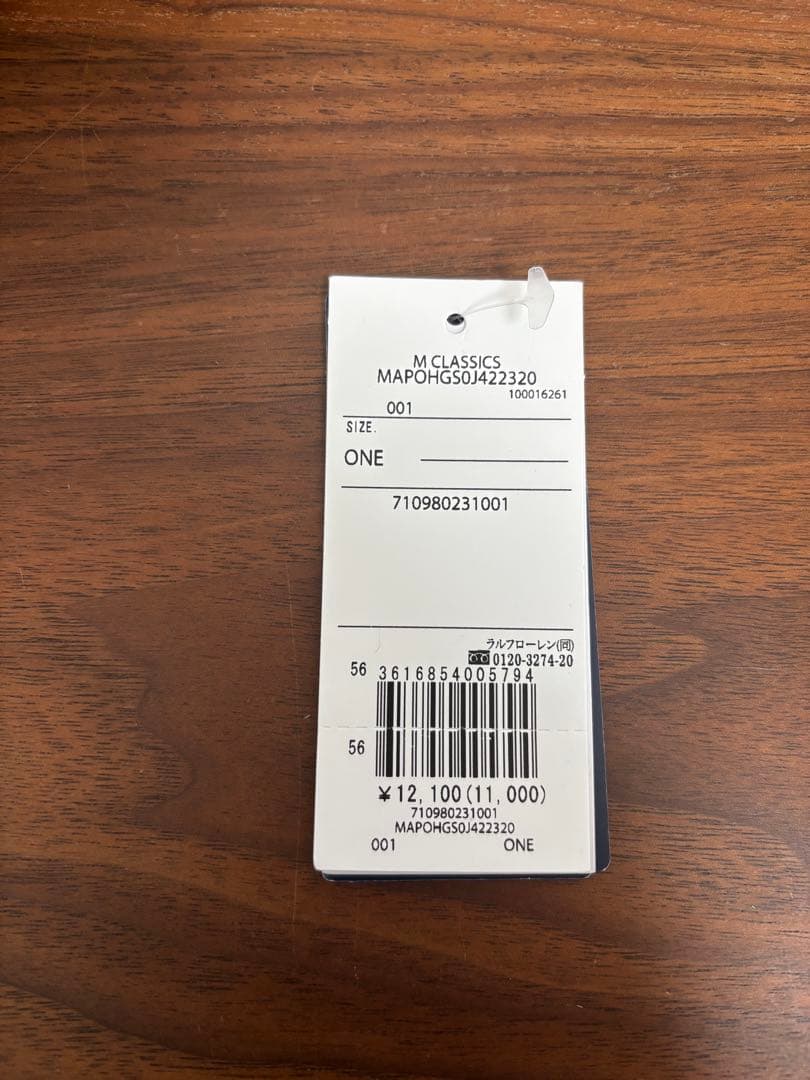 M CLASSICS
MAPOHGS0J422320
100016261
001
SIZE.
ONE
710980231001
ラルフローレン(同)
0120-3274-20
56 3616854005794
56
¥12,100(11,000)
710980231001
MAPOHGS0J422320
001 ONE